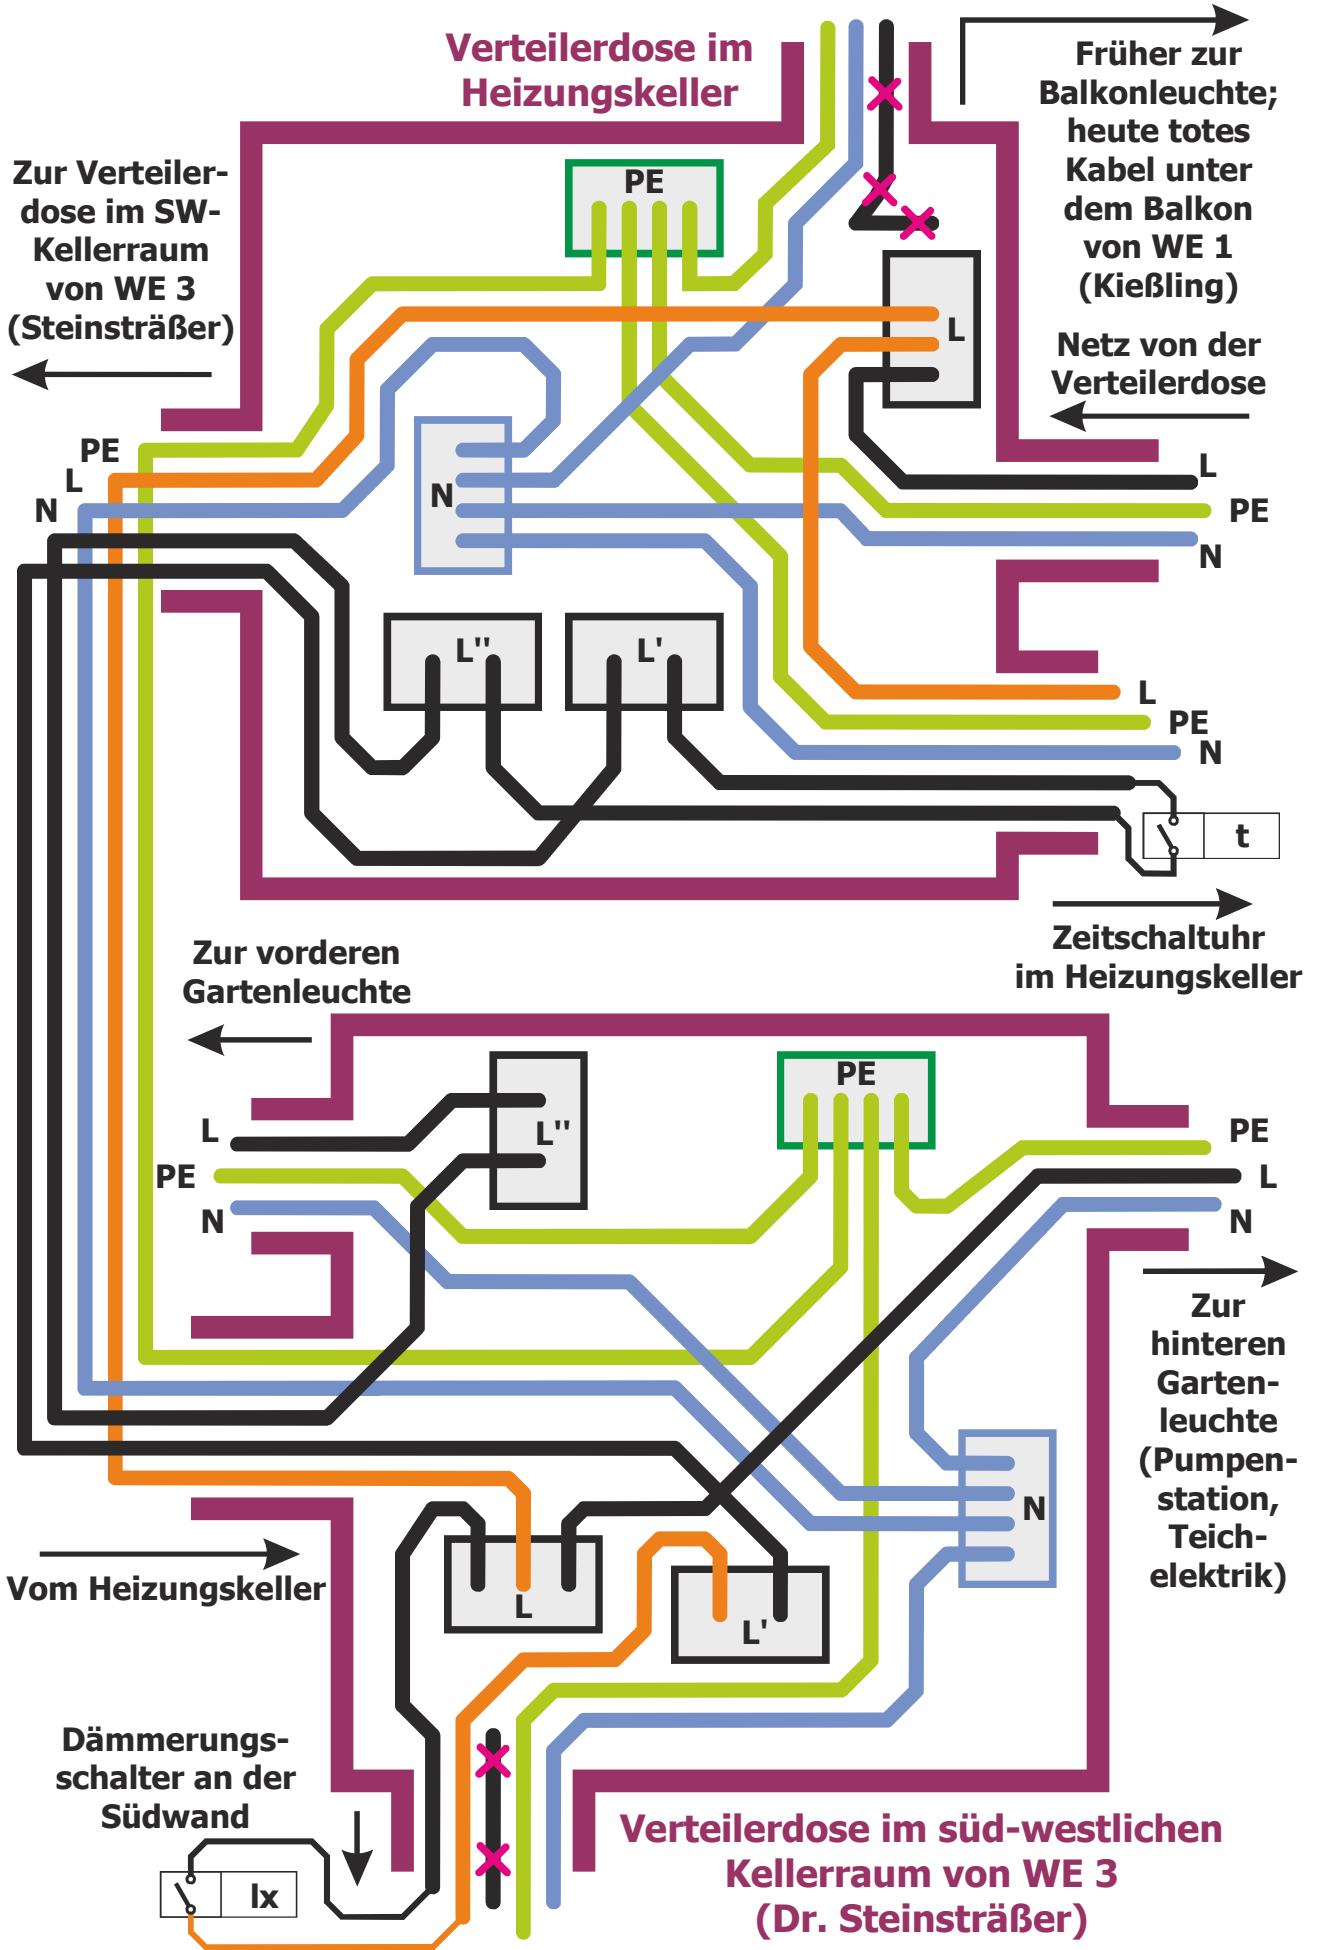 Verteilerdose im
Heizungskeller
Früher zur
Balkonleuchte;
heute totes
Kabel unter
dem Balkon
von WE 1
(Kießling)
Zur Verteiler-
dose im SW-
Kellerraum
von WE 3
(Steinsträßer)
PE
L
Netz von der
Verteilerdose
PE
L
N
N
L
PE
N
L''
L'
L
PE
N
t
Zeitschaltuhr
im Heizungskeller
Zur vorderen
Gartenleuchte
PE
L''
L
PE
N
PE
L
N
Zur
hinteren
Garten-
leuchte
(Pumpen-
station,
Teich-
elektrik)
N
Vom Heizungskeller
L
L'
Dämmerungs-
schalter an der
Südwand
lx
Verteilerdose im süd-westlichen
Kellerraum von WE 3
(Dr. Steinsträßer)